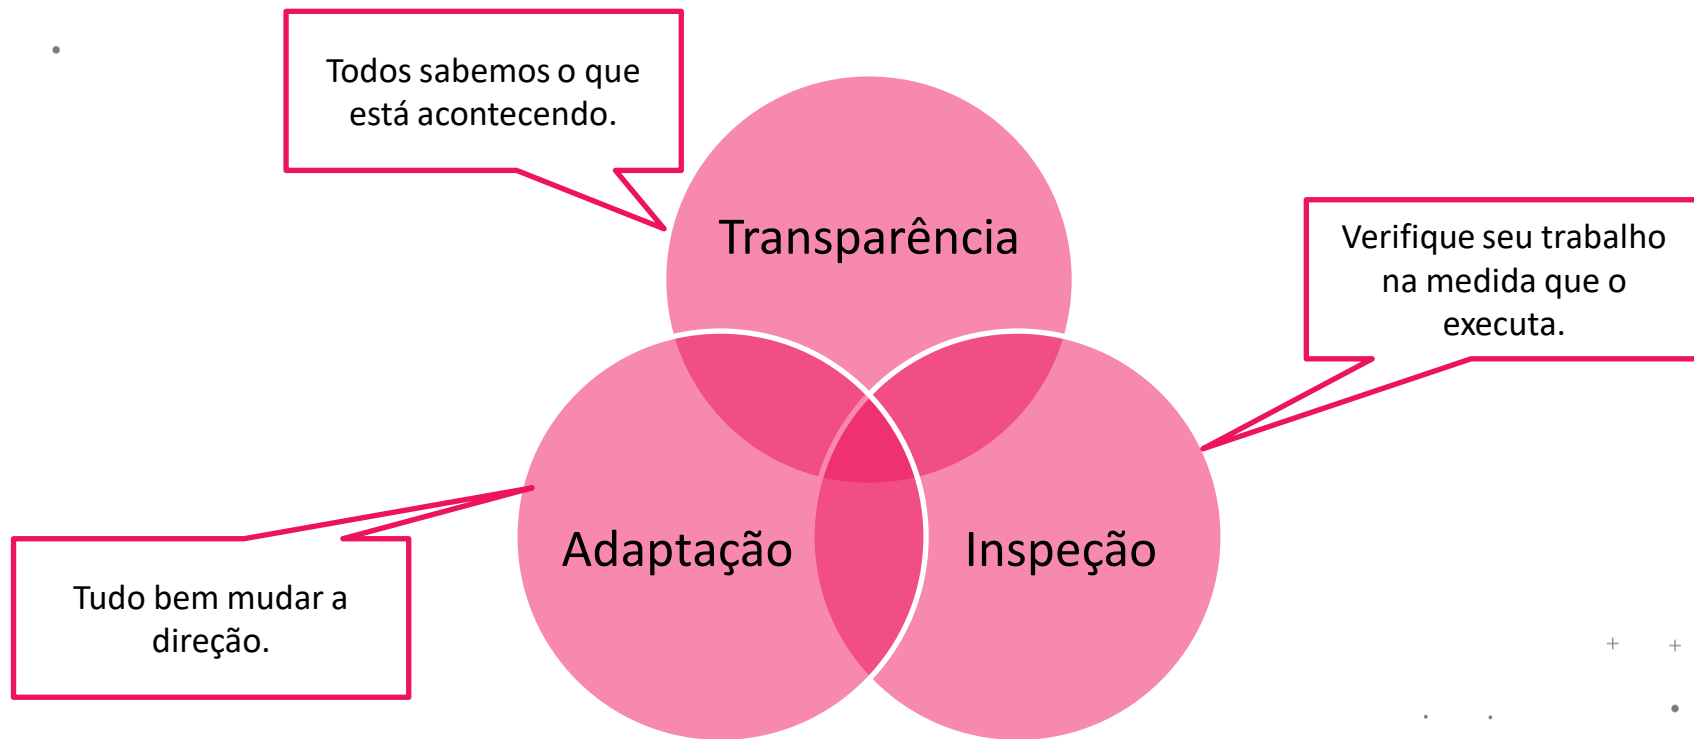 Todos sabemos o que
está acontecendo.
Transparência
Verifique seu trabalho
na medida que o
executa.
Adaptação
Inspeção
Tudo bem mudar a
direção.